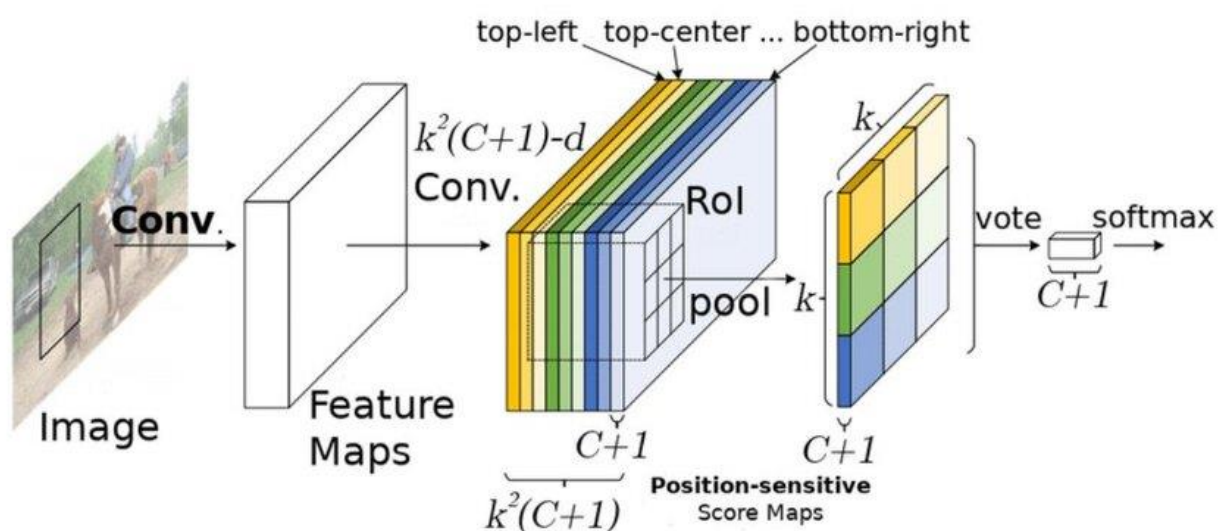 top-left top-center ... bottom-right
k²(C+1)-d
Conv.
Conv.
RoI
pool
k
k
vote
softmax
C+1
Image
Feature
Maps
C+1
k²(C+1)
Position-sensitive
Score Maps
C+1